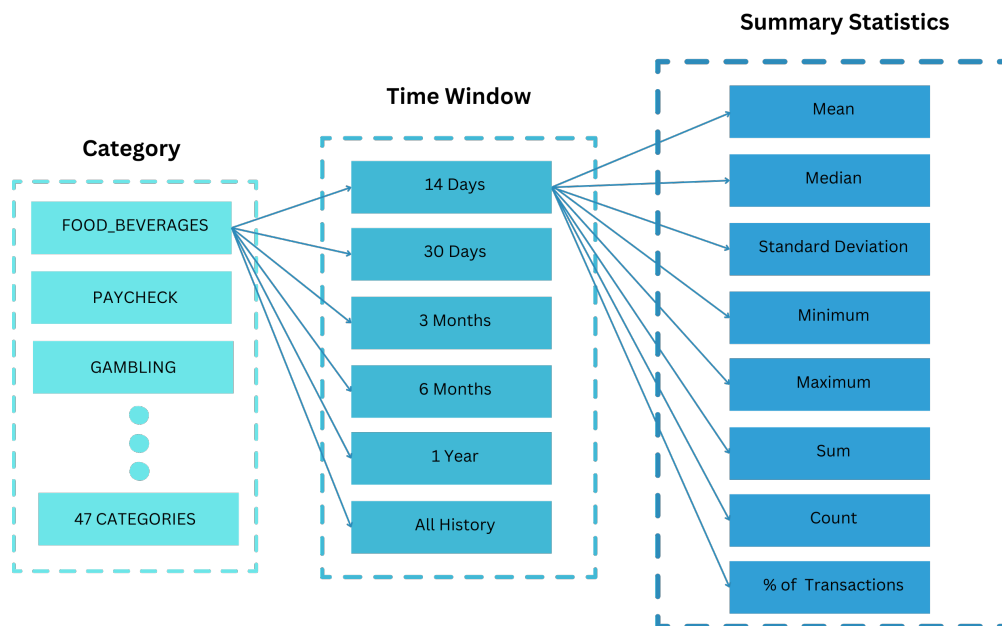 Summary Statistics
Time Window
Category
FOOD_BEVERAGES
PAYCHECK
GAMBLING
47 CATEGORIES
14 Days
30 Days
3 Months
6 Months
1 Year
All History
Mean
Median
Standard Deviation
Minimum
Maximum
Sum
Count
% of Transactions